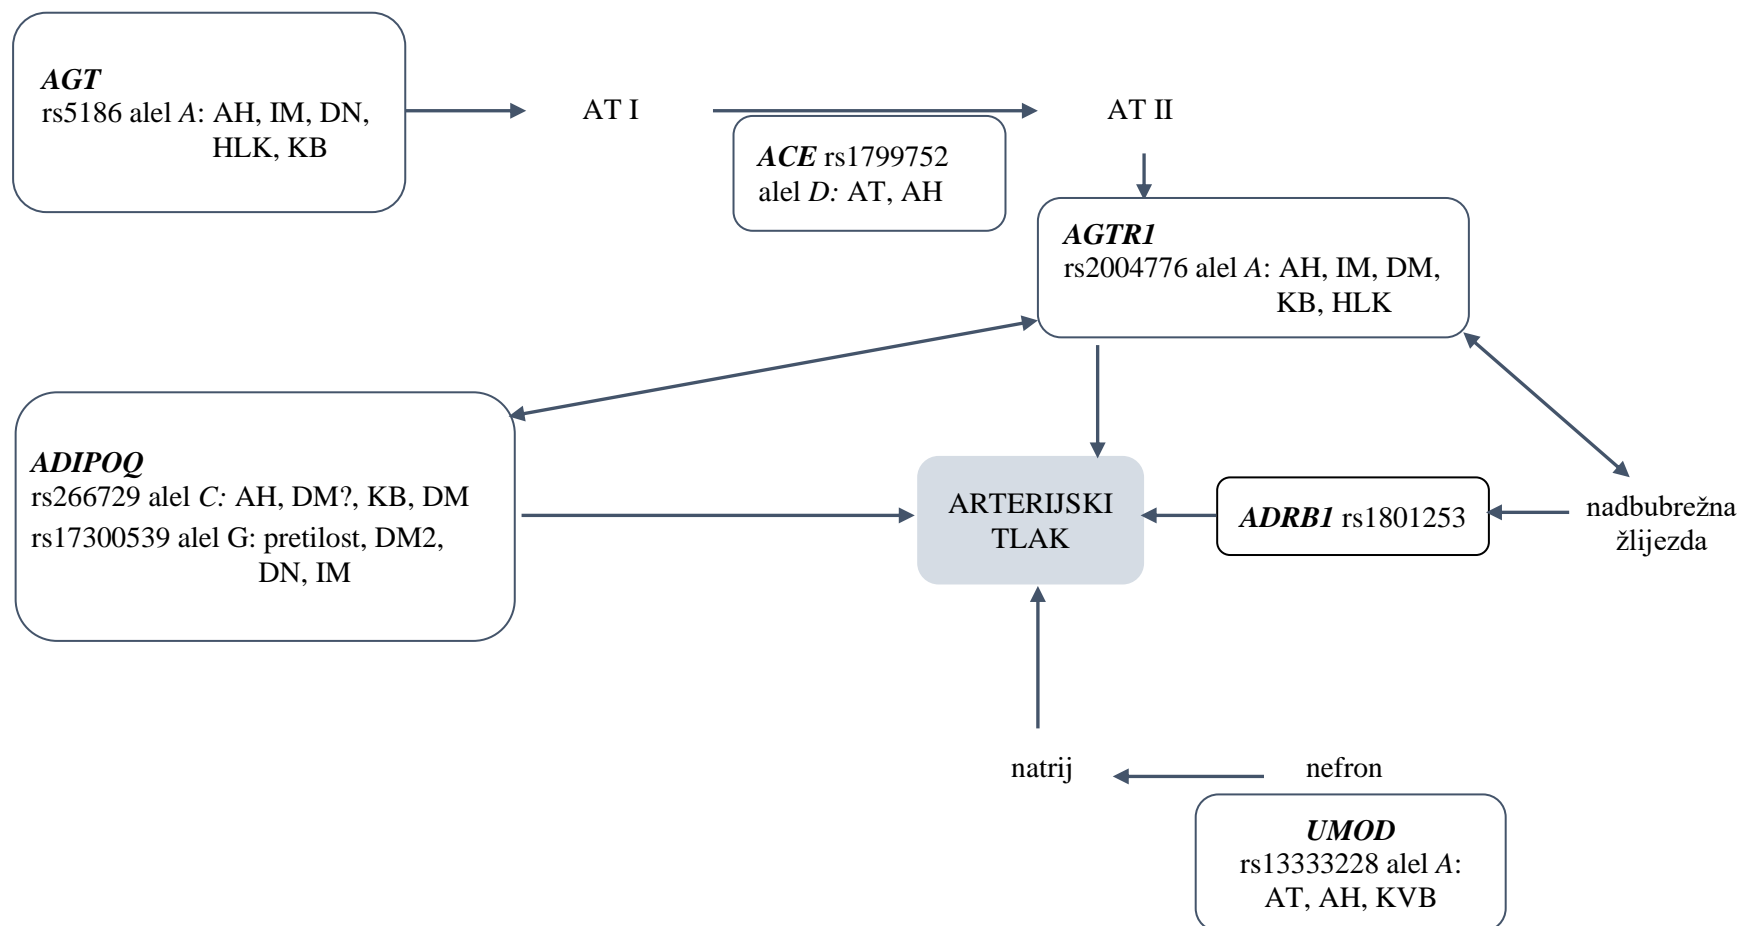 AGT
rs5186 alel A: AH, IM, DN,
HLK, KB
AT I
AT II
ACE rs1799752
alel D: AT, AH
AGTR1
rs2004776 alel A: AH, IM, DM,
KB, HLK
ADIPOQ
rs266729 alel C: AH, DM?, KB, DM
rs17300539 alel G: pretilost, DM2,
DN, IM
ARTERIJSKI
TLAK
ADRB1 rs1801253
nadbubrežna
žlijezda
natrij
nefron
UMOD
rs13333228 alel A:
AT, AH, KVB